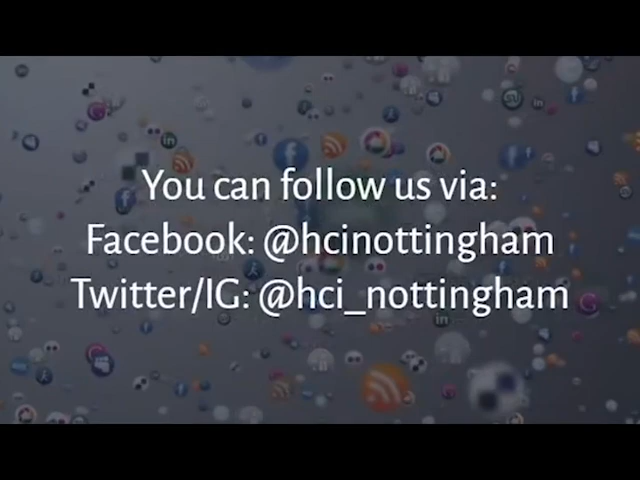 You can follow us via:
Facebook: @hcinottingham
Twitter/IG: @hci_nottingham